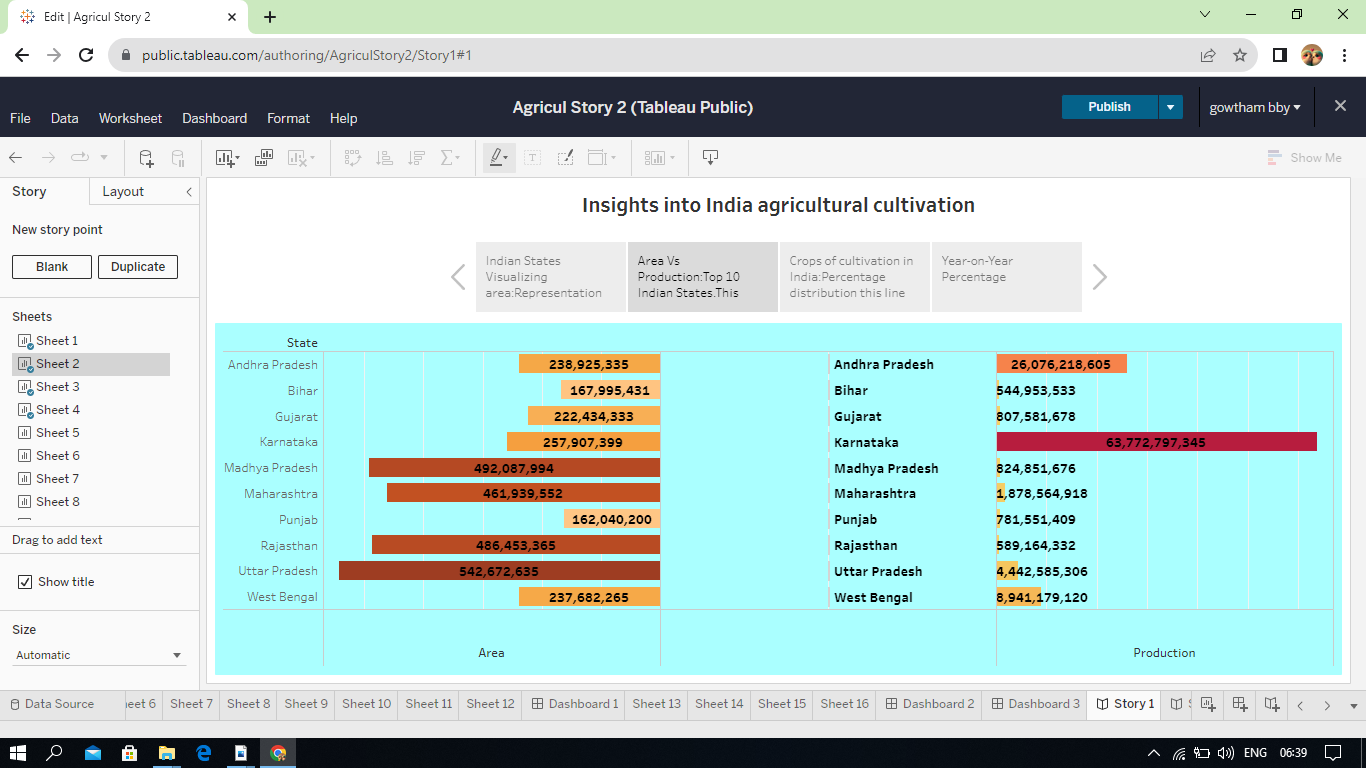 Edit | Agricul Story 2
public.tableau.com/authoring/AgriculStory2/Story1#1
Agricul Story 2 (Tableau Public)
Publish
gowtham bby
File Data Worksheet Dashboard Format Help
Show Me
Story Layout
New story point
Blank Duplicate
Sheets
Sheet 1
Sheet 2
Sheet 3
Sheet 4
Sheet 5
Sheet 6
Sheet 7
Sheet 8
Drag to add text
Show title
Size
Automatic
Insights into India agricultural cultivation
Indian States
Visualizing
area:Representation
Area Vs
Production:Top 10
Indian States.This
Crops of cultivation in
India:Percentage
distribution this line
Year-on-Year
Percentage
State
Andhra Pradesh 238,925,335 Andhra Pradesh 26,076,218,605
Bihar 167,995,431 Bihar 544,953,533
Gujarat 222,434,333 Gujarat 807,581,678
Karnataka 257,907,399 Karnataka 63,772,797,345
Madhya Pradesh 492,087,994 Madhya Pradesh 824,851,676
Maharashtra 461,939,552 Maharashtra 1,878,564,918
Punjab 162,040,200 Punjab 781,551,409
Rajasthan 486,453,365 Rajasthan 589,164,332
Uttar Pradesh 542,672,635 Uttar Pradesh 4,442,585,306
West Bengal 237,682,265 West Bengal 8,941,179,120
Area Production
Data Source eet 6 Sheet 7 Sheet 8 Sheet 9 Sheet 10 Sheet 11 Sheet 12 Dashboard 1 Sheet 13 Sheet 14 Sheet 15 Sheet 16 Dashboard 2 Dashboard 3 Story 1
ENG 06:39